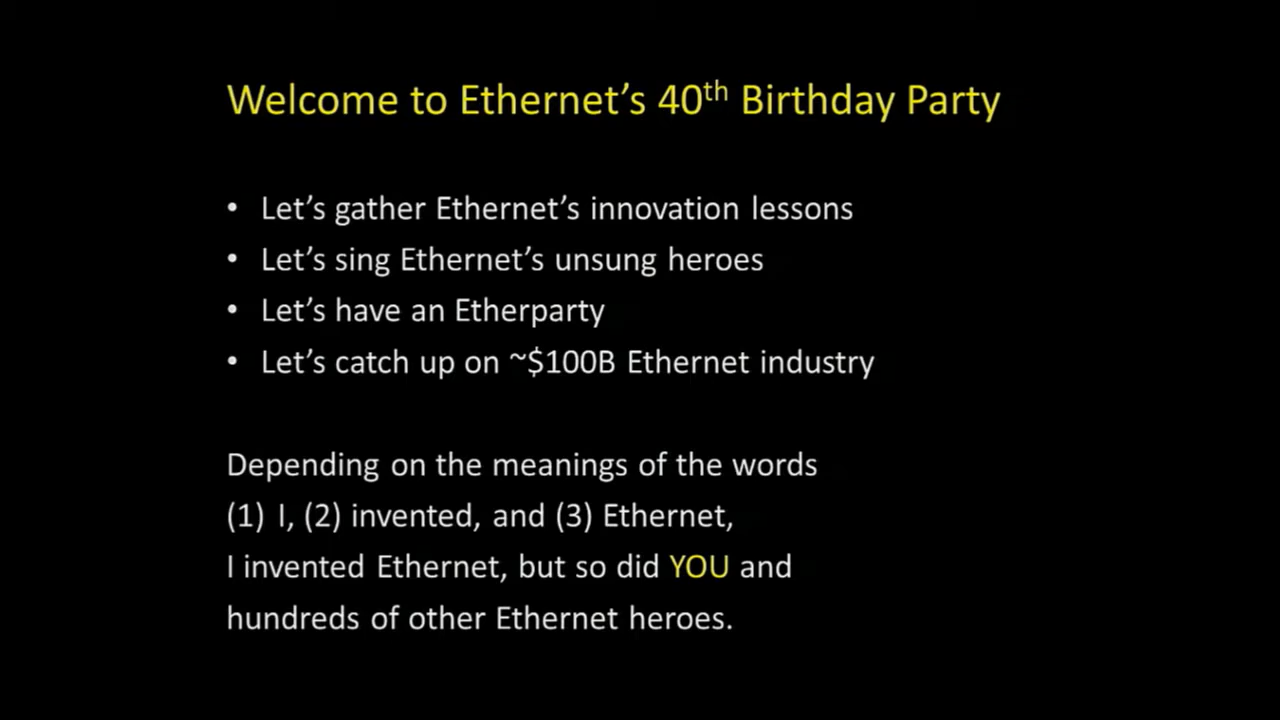 Welcome to Ethernet’s 40th Birthday Party
• Let’s gather Ethernet’s innovation lessons
• Let’s sing Ethernet’s unsung heroes
• Let’s have an Etherparty
• Let’s catch up on ~$100B Ethernet industry
Depending on the meanings of the words
(1) I, (2) invented, and (3) Ethernet,
I invented Ethernet, but so did YOU and
hundreds of other Ethernet heroes.